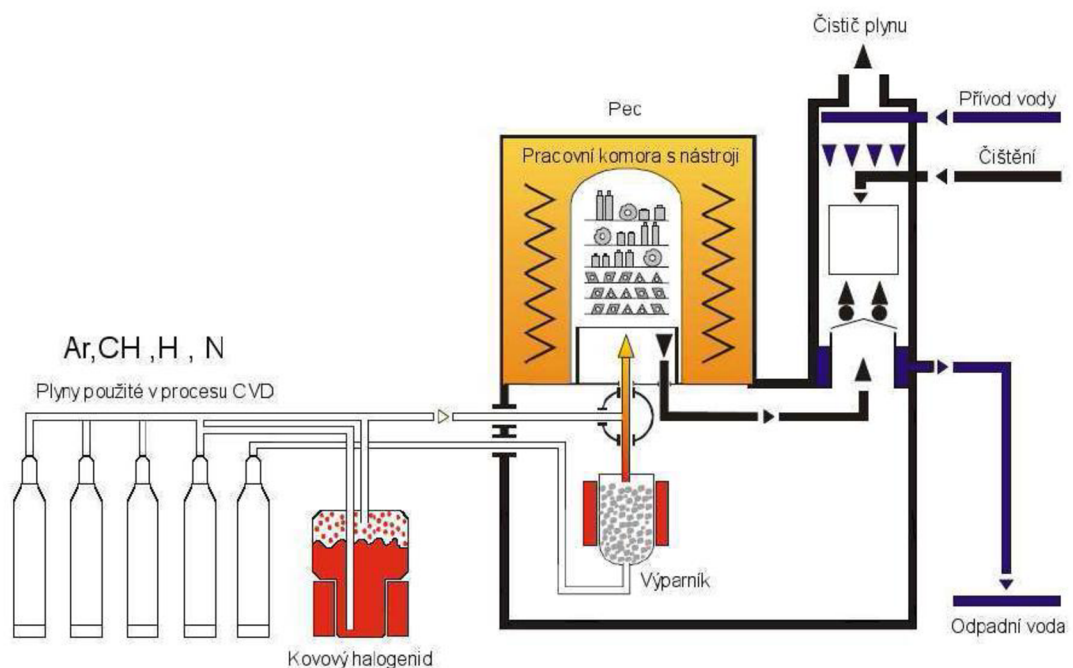 Čistič plynu
Přívod vody
Pec
Pracovní komora s nástroji
Čištění
Ar,CH ,H , N
Plyny použité v procesu CVD
Výparník
Odpadní voda
Kovový halogenid